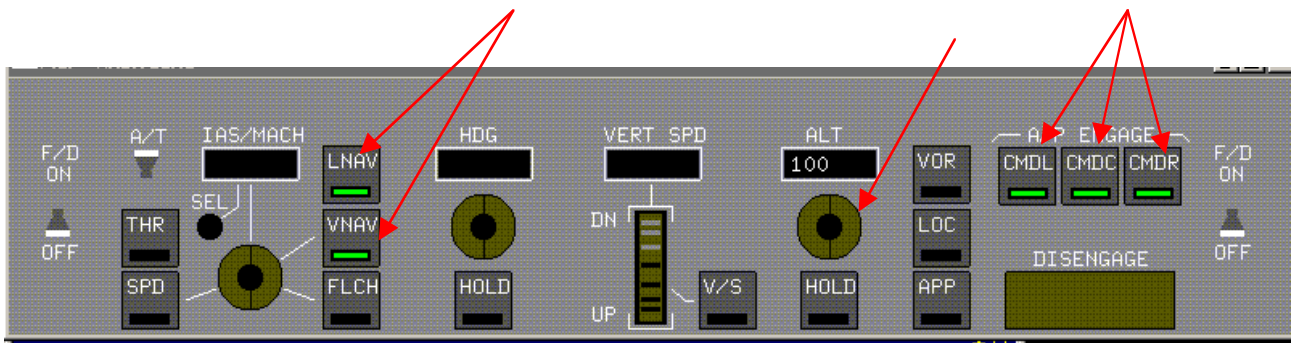 A/T
IAS/MACH
HDG
VERT SPD
ALT
A/P ENGAGE
F/D
ON
LNAV
100
VOR
CMDL
CMDC
CMDR
F/D
ON
SEL
THR
VNAV
DN
LOC
OFF
DISENGAGE
OFF
SPD
FLCH
HOLD
V/S
HOLD
APP
UP